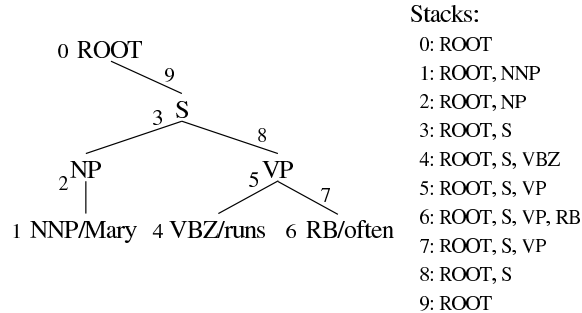 Stacks:
0 ROOT
0: ROOT
9
1: ROOT, NNP
2: ROOT, NP
3 S
3: ROOT, S
8
4: ROOT, S, VBZ
2 NP
5 VP
5: ROOT, S, VP
7
6: ROOT, S, VP, RB
1 NNP/Mary 4 VBZ/runs 6 RB/often
7: ROOT, S, VP
8: ROOT, S
9: ROOT